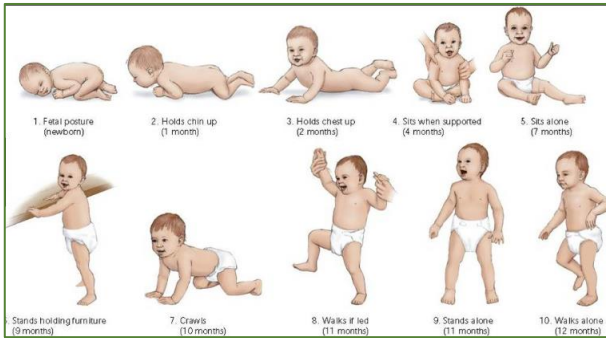 1. Fetal posture
(newborn)
2. Holds chin up
(1 month)
3. Holds chest up
(2 months)
4. Sits when supported
(4 months)
5. Sits alone
(7 months)
. Stands holding furniture
(9 months)
7. Crawls
(10 months)
8. Walks if led
(11 months)
9. Stands alone
(11 months)
10. Walks alone
(12 months)